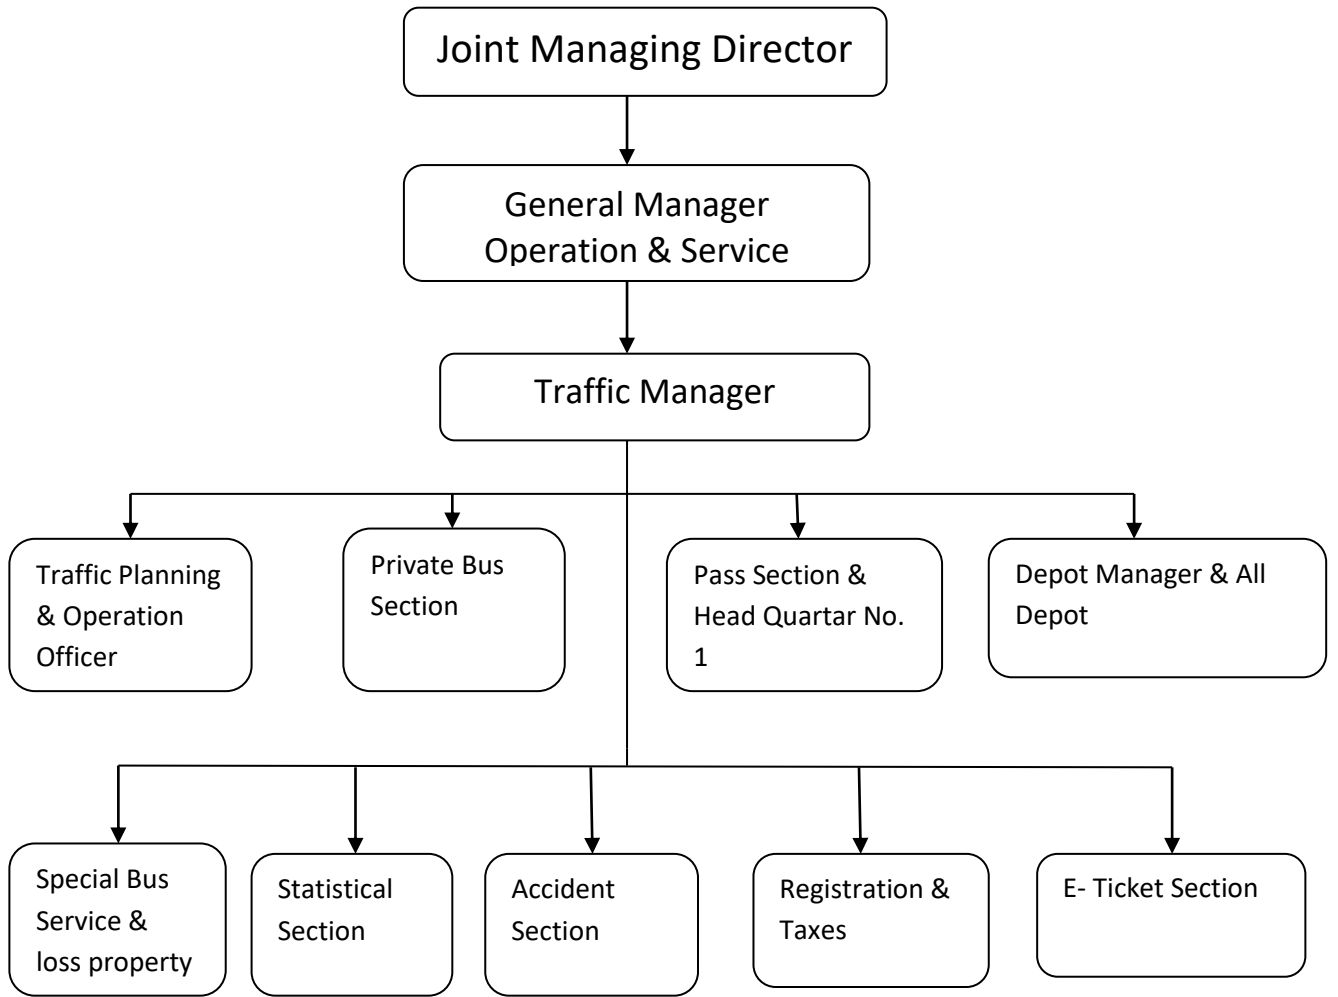 Joint Managing Director
General Manager
Operation & Service
Traffic Manager
Traffic Planning
& Operation
Officer
Private Bus
Section
Pass Section &
Head Quartar No.
1
Depot Manager & All
Depot
Special Bus
Service &
loss property
Statistical
Section
Accident
Section
Registration &
Taxes
E- Ticket Section